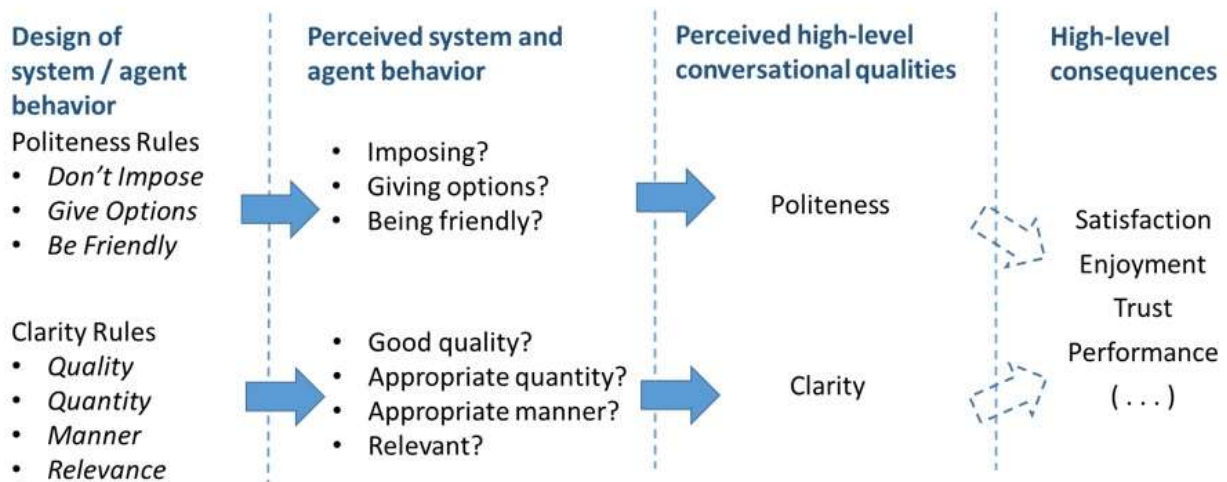 Design of
system / agent
behavior
Politeness Rules
• Don't Impose
• Give Options
• Be Friendly
Clarity Rules
• Quality
• Quantity
• Manner
• Relevance
Perceived system and
agent behavior
• Imposing?
• Giving options?
• Being friendly?
• Good quality?
• Appropriate quantity?
• Appropriate manner?
• Relevant?
Perceived high-level
conversational qualities
Politeness
Clarity
High-level
consequences
Satisfaction
Enjoyment
Trust
Performance
( . . . )